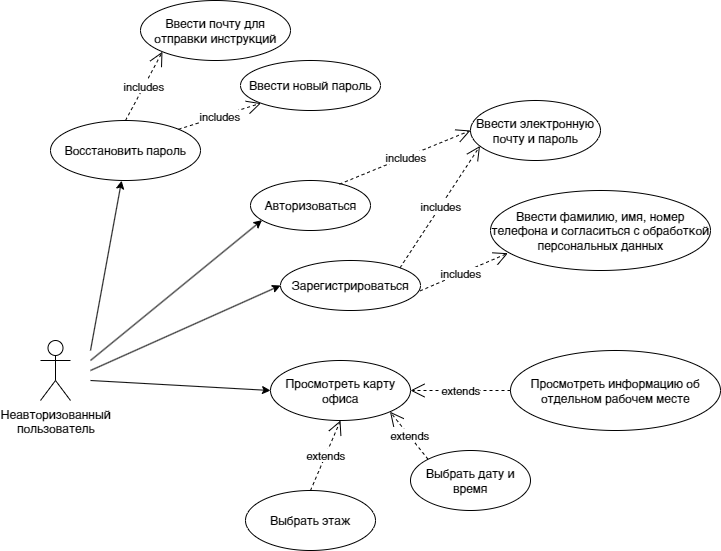 Ввести почту для
отправки инструкций
includes
Ввести новый пароль
includes
Восстановить пароль
Ввести электронную
почту и пароль
includes
Авторизоваться
includes
Ввести фамилию, имя, номер
телефона и согласиться с обработкой
персональных данных
includes
Зарегистрироваться
Неавторизованный
пользователь
Просмотреть карту
офиса
extends
Просмотреть информацию об
отдельном рабочем месте
extends
extends
Выбрать дату и
время
Выбрать этаж